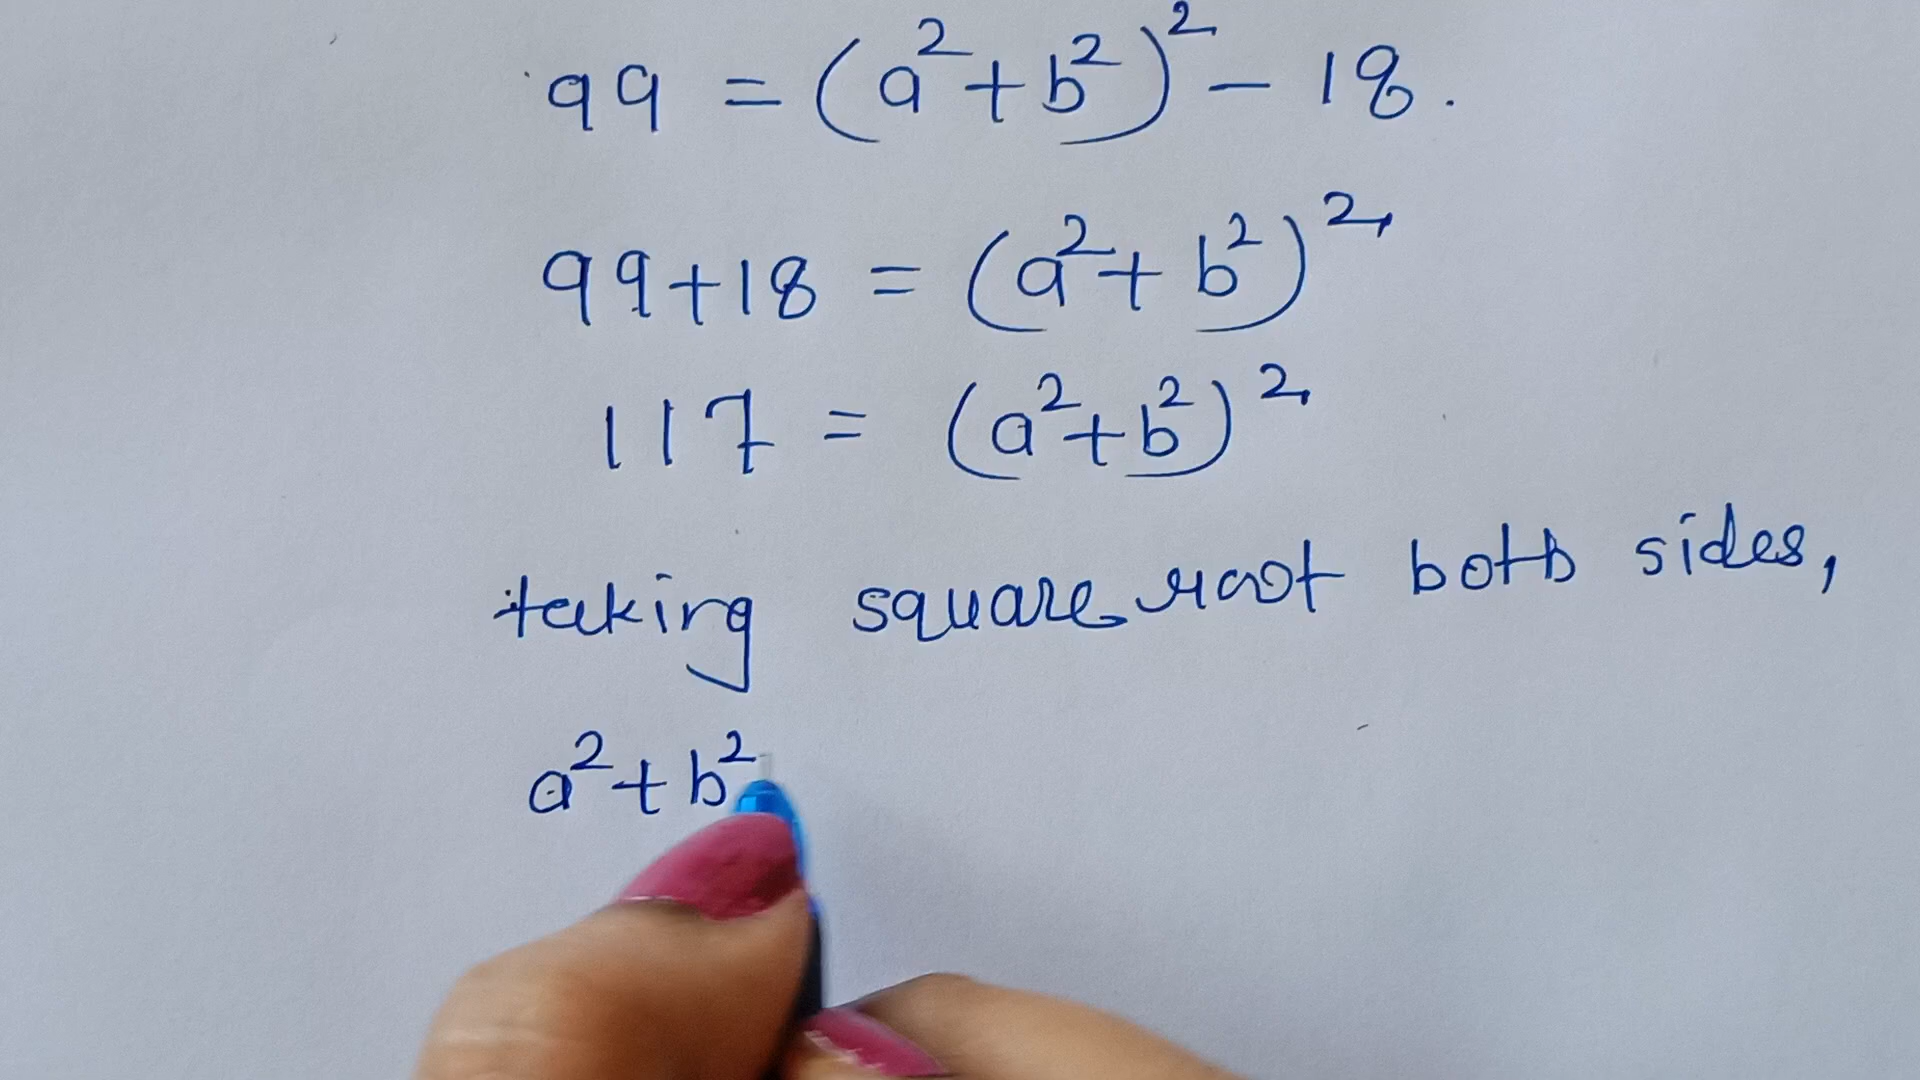 99 = (a²+b²)² - 18.
99+18 = (a²+b²)²
117 = (a²+b²)²
taking square root both sides,
a²+b²